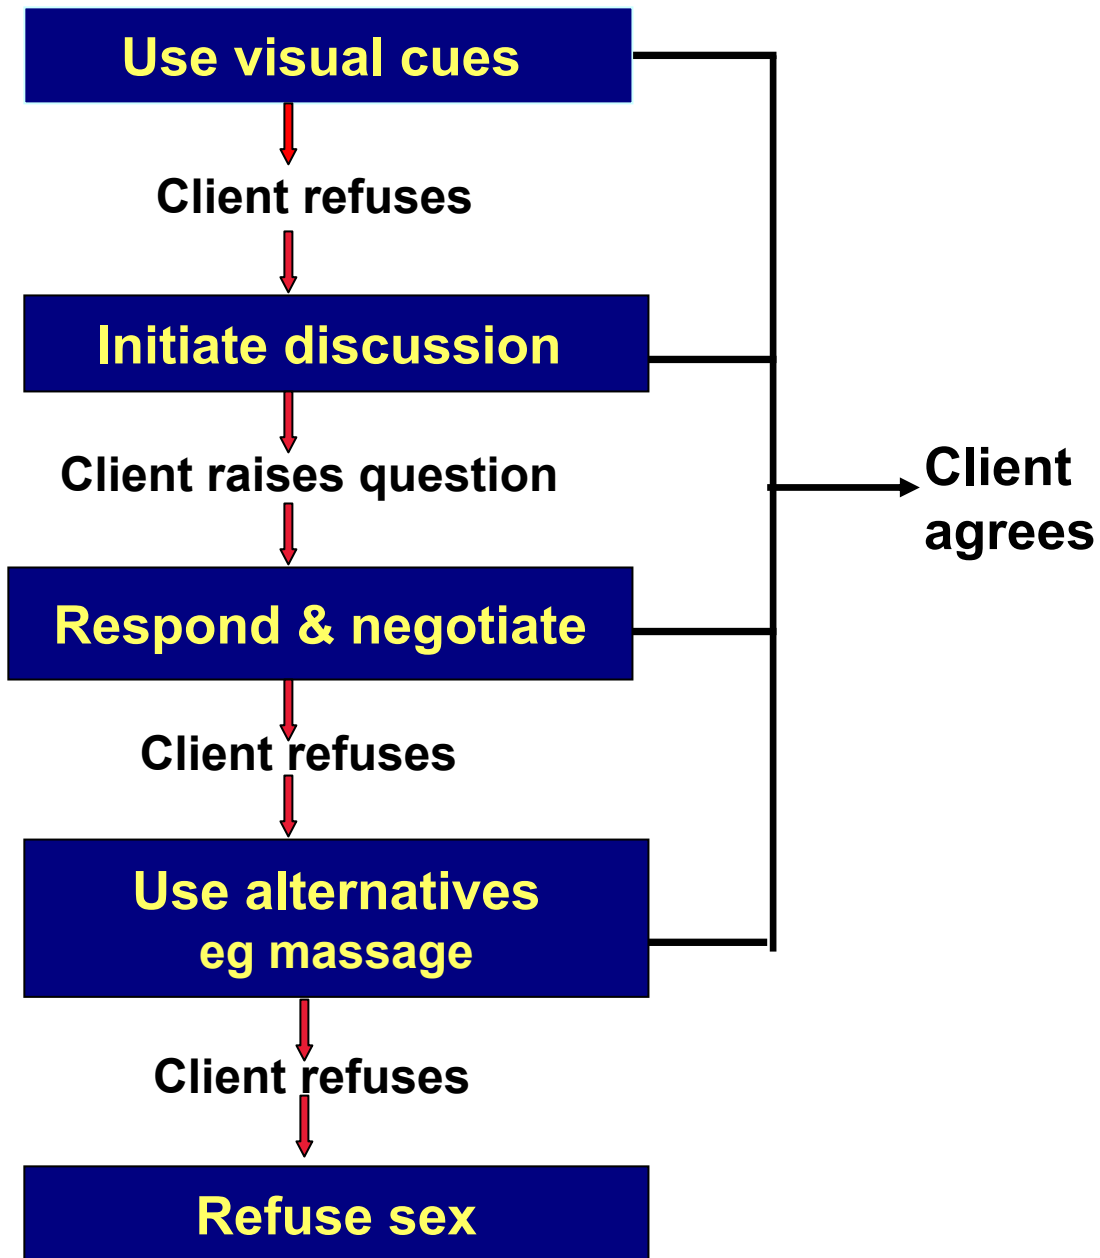 Use visual cues
Client refuses
Initiate discussion
Client raises question
Respond & negotiate
Client refuses
Use alternatives
eg massage
Client refuses
Refuse sex
Client
agrees